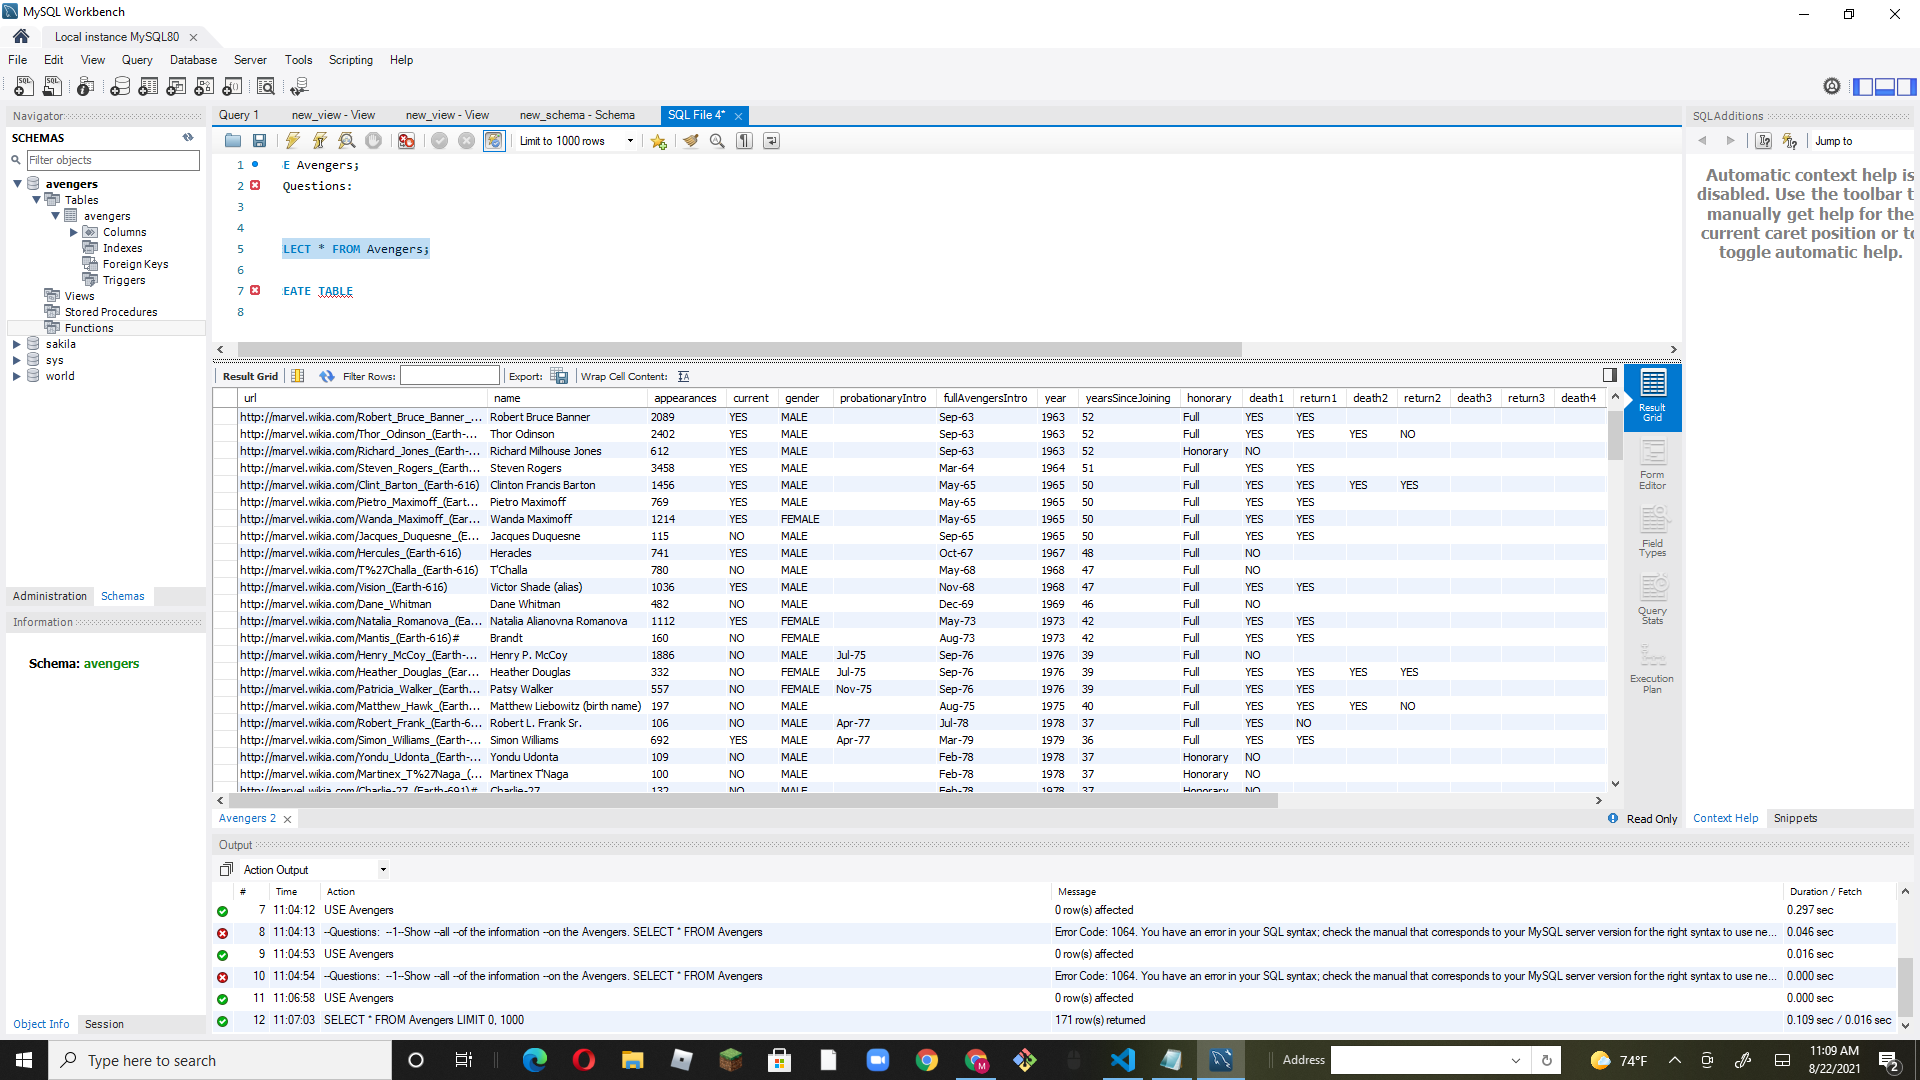 MySQL Workbench
Local instance MySQL80
File Edit View Query Database Server Tools Scripting Help
Navigator
SCHEMAS
Filter objects
avengers
Tables
avengers
Columns
Indexes
Foreign Keys
Triggers
Views
Stored Procedures
Functions
sakila
sys
world
Administration Schemas
Information
Schema: avengers
Object Info Session
Query 1 new_view - View new_view - View new_schema - Schema SQL File 4*
Limit to 1000 rows
1 E Avengers;
2 Questions:
3
4
5 LECT * FROM Avengers;
6
7 EATE TABLE
8
Result Grid Filter Rows: Export: Wrap Cell Content:
url name appearances current gender probationaryIntro fullAvengersIntro year yearsSinceJoining honorary death1 return1 death2 return2 death3 return3 death4
http://marvel.wikia.com/Robert_Bruce_Banner_... Robert Bruce Banner 2089 YES MALE Sep-63 1963 52 Full YES YES
http://marvel.wikia.com/Thor_Odinson_(Earth-... Thor Odinson 2402 YES MALE Sep-63 1963 52 Full YES YES YES NO
http://marvel.wikia.com/Richard_Jones_(Earth-... Richard Milhouse Jones 612 YES MALE Sep-63 1963 52 Honorary NO
http://marvel.wikia.com/Steven_Rogers_(Earth-... Steven Rogers 3458 YES MALE Mar-64 1964 51 Full YES YES
http://marvel.wikia.com/Clint_Barton_(Earth-616) Clinton Francis Barton 1456 YES MALE May-65 1965 50 Full YES YES YES YES
http://marvel.wikia.com/Pietro_Maximoff_(Eart... Pietro Maximoff 769 YES MALE May-65 1965 50 Full YES YES
http://marvel.wikia.com/Wanda_Maximoff_(Ear... Wanda Maximoff 1214 YES FEMALE May-65 1965 50 Full YES YES
http://marvel.wikia.com/Jacques_Duquesne_(E... Jacques Duquesne 115 NO MALE Sep-65 1965 50 Full YES YES
http://marvel.wikia.com/Hercules_(Earth-616) Heracles 741 YES MALE Oct-67 1967 48 Full NO
http://marvel.wikia.com/T%27Challa_(Earth-616) T'Challa 780 NO MALE May-68 1968 47 Full NO
http://marvel.wikia.com/Vision_(Earth-616) Victor Shade (alias) 1036 YES MALE Nov-68 1968 47 Full YES YES
http://marvel.wikia.com/Dane_Whitman Dane Whitman 482 NO MALE Dec-69 1969 46 Full NO
http://marvel.wikia.com/Natalia_Romanova_(Ea... Natalia Alianovna Romanova 1112 YES FEMALE May-73 1973 42 Full YES YES
http://marvel.wikia.com/Mantis_(Earth-616)# Brandt 160 NO FEMALE Aug-73 1973 42 Full YES YES
http://marvel.wikia.com/Henry_McCoy_(Earth-... Henry P. McCoy 1886 NO MALE Jul-75 Sep-76 1976 39 Full NO
http://marvel.wikia.com/Heather_Douglas_(Ear... Heather Douglas 332 NO FEMALE Jul-75 Sep-76 1976 39 Full YES YES YES YES
http://marvel.wikia.com/Patricia_Walker_(Earth... Patsy Walker 557 NO FEMALE Nov-75 Sep-76 1976 39 Full YES YES
http://marvel.wikia.com/Matthew_Hawk_(Earth... Matthew Liebowitz (birth name) 197 NO MALE Aug-75 1975 40 Full YES YES YES NO
http://marvel.wikia.com/Robert_Frank_(Earth-6... Robert L. Frank Sr. 106 NO MALE Apr-77 Jul-78 1978 37 Full YES NO
http://marvel.wikia.com/Simon_Williams_(Earth-... Simon Williams 692 YES MALE Apr-77 Mar-79 1979 36 Full YES YES
http://marvel.wikia.com/Yondu_Udonta_(Earth-... Yondu Udonta 109 NO MALE Feb-78 1978 37 Honorary NO
http://marvel.wikia.com/Martinex_T%27Naga_(... Martinex T'Naga 100 NO MALE Feb-78 1978 37 Honorary NO
http://marvel.wikia.com/Charlie-27_(Earth-691)# Charlie-27 132 NO MALE Feb-78 1978 37 Honorary NO
Result Grid
Form Editor
Field Types
Query Stats
Execution Plan
Avengers 2
Read Only
SQLAdditions
Jump to
Automatic context help is
disabled. Use the toolbar t
manually get help for the
current caret position or to
toggle automatic help.
Context Help Snippets
Output
Action Output
# Time Action Message Duration / Fetch
7 11:04:12 USE Avengers 0 row(s) affected 0.297 sec
8 11:04:13 --Questions: --1--Show --all --of the information --on the Avengers. SELECT * FROM Avengers Error Code: 1064. You have an error in your SQL syntax; check the manual that corresponds to your MySQL server version for the right syntax to use ne... 0.046 sec
9 11:04:53 USE Avengers 0 row(s) affected 0.016 sec
10 11:04:54 --Questions: --1--Show --all --of the information --on the Avengers. SELECT * FROM Avengers Error Code: 1064. You have an error in your SQL syntax; check the manual that corresponds to your MySQL server version for the right syntax to use ne... 0.000 sec
11 11:06:58 USE Avengers 0 row(s) affected 0.000 sec
12 11:07:03 SELECT * FROM Avengers LIMIT 0, 1000 171 row(s) returned 0.109 sec / 0.016 sec
Type here to search
Address
74°F
11:09 AM
8/22/2021
2